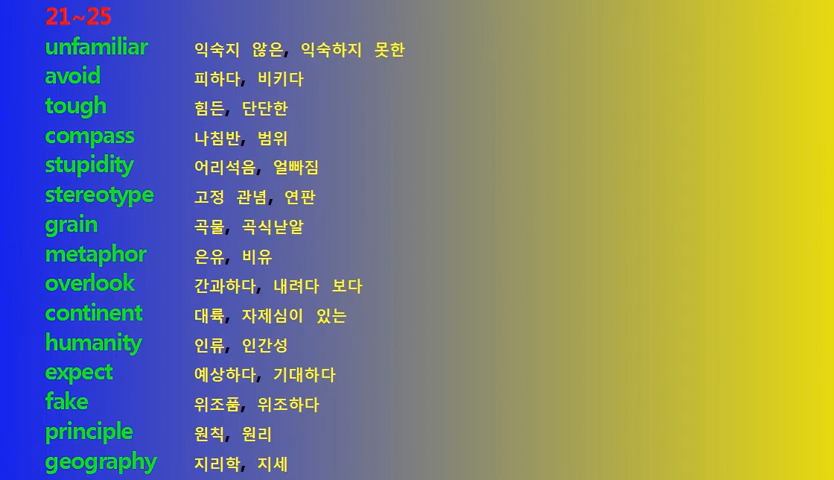 21~25
unfamiliar 익숙지 않은, 익숙하지 못한
avoid 피하다, 비키다
tough 힘든, 단단한
compass 나침반, 범위
stupidity 어리석음, 얼빠짐
stereotype 고정 관념, 연판
grain 곡물, 곡식낟알
metaphor 은유, 비유
overlook 간과하다, 내려다 보다
continent 대륙, 자제심이 있는
humanity 인류, 인간성
expect 예상하다, 기대하다
fake 위조품, 위조하다
principle 원칙, 원리
geography 지리학, 지세